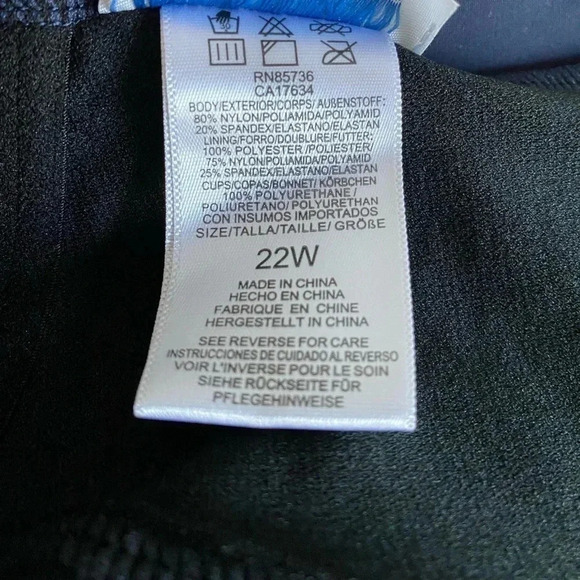 RN85736
CA17634
BODY/EXTERIOR/CORPS/ AUßENSTOFF:
80% NYLON/POLIAMIDA/POLYAMID
20% SPANDEX/ELASTANO/ELASTAN
LINING/FORRO/DOUBLURE/FUTTER:
100% POLYESTER /POLIESTER/
75% NYLON/POLIAMIDA/POLYAMID
25% SPANDEX/ELASTANO/ELASTAN
CUPS/COPAS/BONNET/ KÖRBCHEN
100% POLYURETHANE /
POLIURETANO/ POLYURETHAN
CON INSUMOS IMPORTADOS
SIZE/TALLA/TAILLE/ GRÖßE
22W
MADE IN CHINA
HECHO EN CHINA
FABRIQUE EN CHINE
HERGESTELLT IN CHINA
SEE REVERSE FOR CARE
INSTRUCCIONES DE CUIDADO AL REVERSO
VOIR L'IMPREVERSE POUR LE SOIN
SIEHE RÜCKSEITE FÜR
PFLEGEHINWEISE